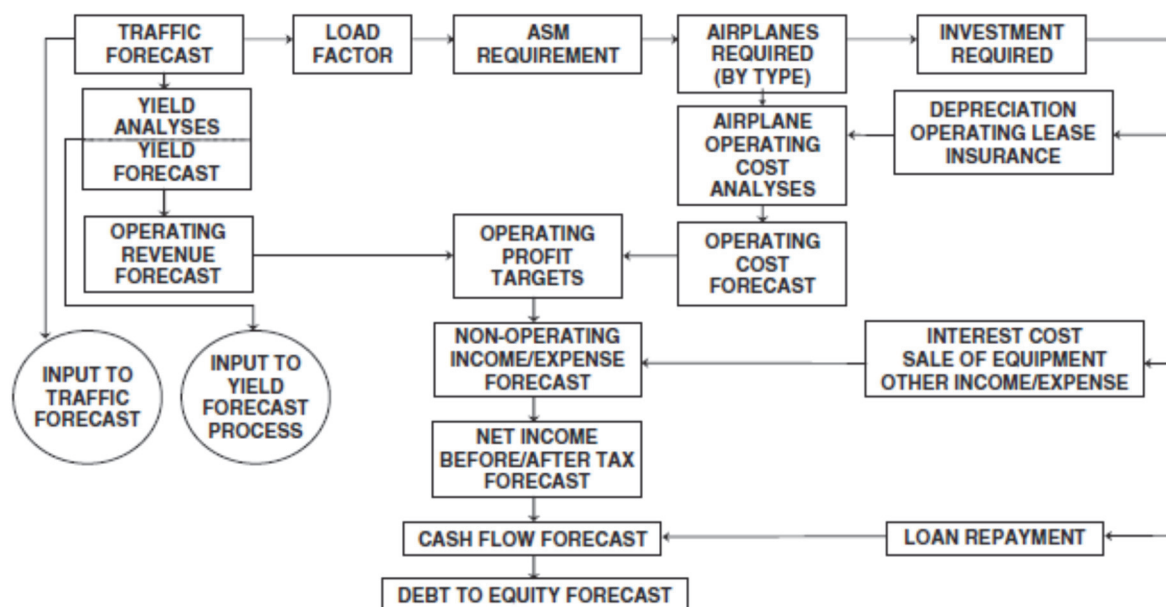 TRAFFIC
FORECAST
LOAD
FACTOR
ASM
REQUIREMENT
AIRPLANES
REQUIRED
(BY TYPE)
INVESTMENT
REQUIRED
YIELD
ANALYSES
YIELD
FORECAST
AIRPLANE
OPERATING
COST
ANALYSES
DEPRECIATION
OPERATING LEASE
INSURANCE
OPERATING
REVENUE
FORECAST
OPERATING
PROFIT
TARGETS
OPERATING
COST
FORECAST
INPUT TO
TRAFFIC
FORECAST
INPUT TO
YIELD
FORECAST
PROCESS
NON-OPERATING
INCOME/EXPENSE
FORECAST
INTEREST COST
SALE OF EQUIPMENT
OTHER INCOME/EXPENSE
NET INCOME
BEFORE/AFTER TAX
FORECAST
CASH FLOW FORECAST
LOAN REPAYMENT
DEBT TO EQUITY FORECAST